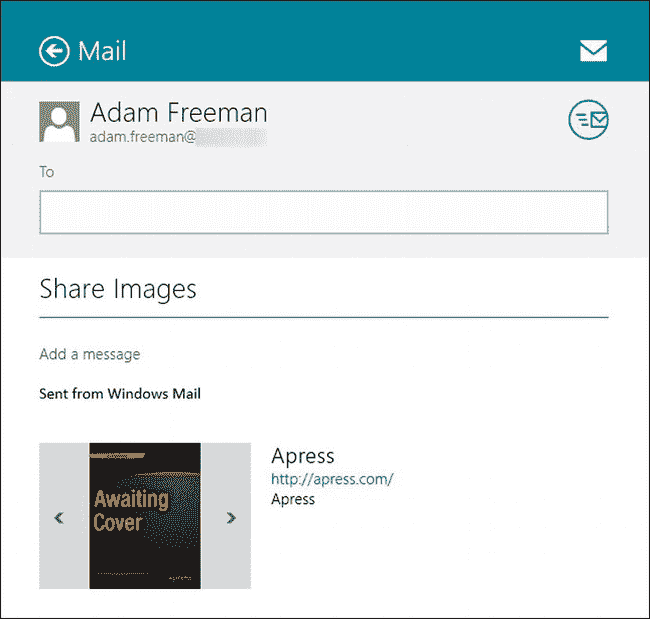 Mail
Adam Freeman
adam.freeman@
To
Share Images
Add a message
Sent from Windows Mail
Awaiting
Cover
Apress
http://apress.com/
Apress